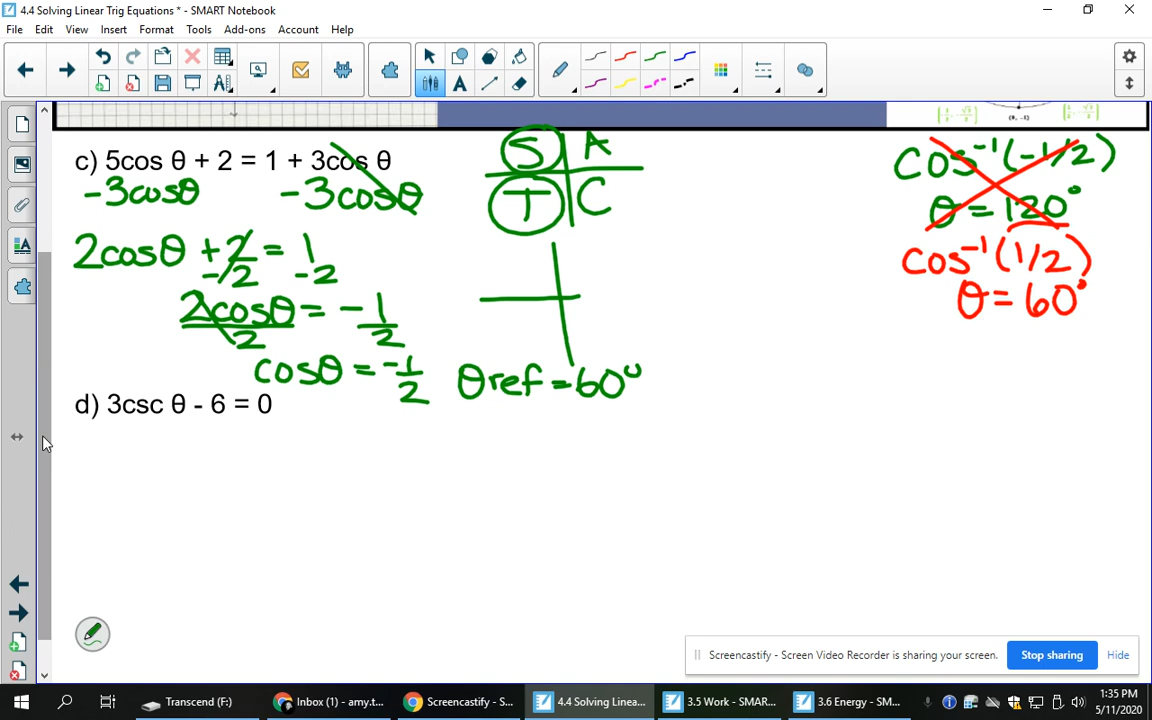 4.4 Solving Linear Trig Equations * - SMART Notebook
File Edit View Insert Format Tools Add-ons Account Help
c) 5cos θ + 2 = 1 + 3cos θ
-3cosθ -3cosθ
2cosθ + 2 = 1
-2 -2
2cosθ = -1
2 2
cosθ = -1/2
S A
T C
θref = 60°
cos⁻¹(-1/2)
θ = 120°
cos⁻¹(1/2)
θ = 60°
(0, -1)
d) 3csc θ - 6 = 0
Screencastify - Screen Video Recorder is sharing your screen. Stop sharing Hide
Transcend (F:) Inbox (1) - amy.t... Screencastify - S... 4.4 Solving Linea... 3.5 Work - SMAR... 3.6 Energy - SM... 1:35 PM
5/11/2020